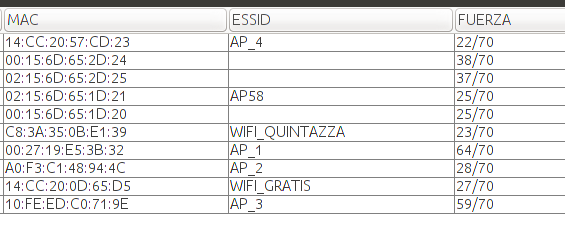 MAC ESSID FUERZA
14:CC:20:57:CD:23 AP_4 22/70
00:15:6D:65:2D:24 38/70
02:15:6D:65:2D:25 37/70
02:15:6D:65:1D:21 AP58 25/70
00:15:6D:65:1D:20 25/70
C8:3A:35:0B:E1:39 WIFI_QUINTAZZA 23/70
00:27:19:E5:3B:32 AP_1 64/70
A0:F3:C1:48:94:4C AP_2 28/70
14:CC:20:0D:65:D5 WIFI_GRATIS 27/70
10:FE:ED:C0:71:9E AP_3 59/70